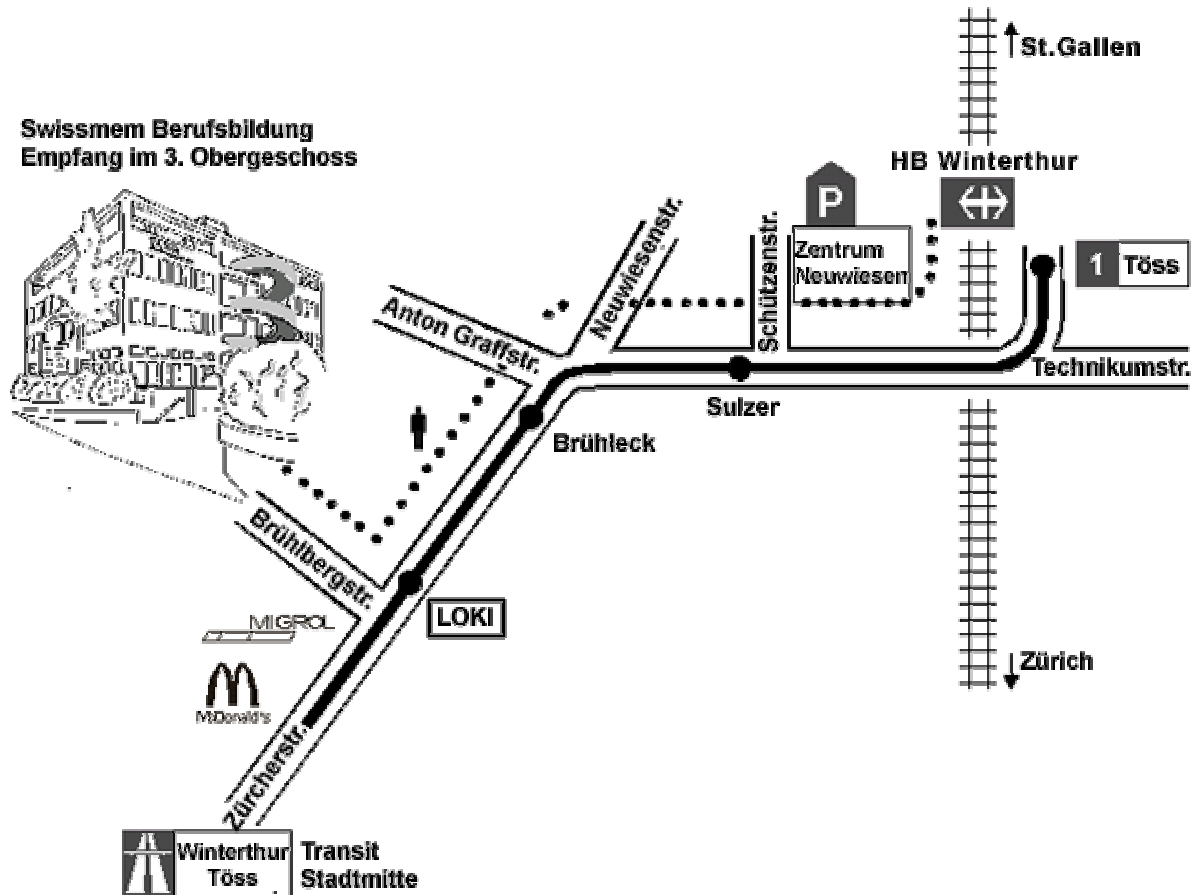 St.Gallen
Swissmem Berufsbildung
Empfang im 3. Obergeschoss
HB Winterthur
P
Neuwiesenstr.
Schützenstr.
Zentrum
Neuwiesen
1 Töss
Anton Graffstr.
Technikumstr.
Sulzer
Brühleck
Brühlbergstr.
LOKI
MIGROL
Zürich
McDonald's
Zürcherstr.
Winterthur
Töss
Transit
Stadtmitte